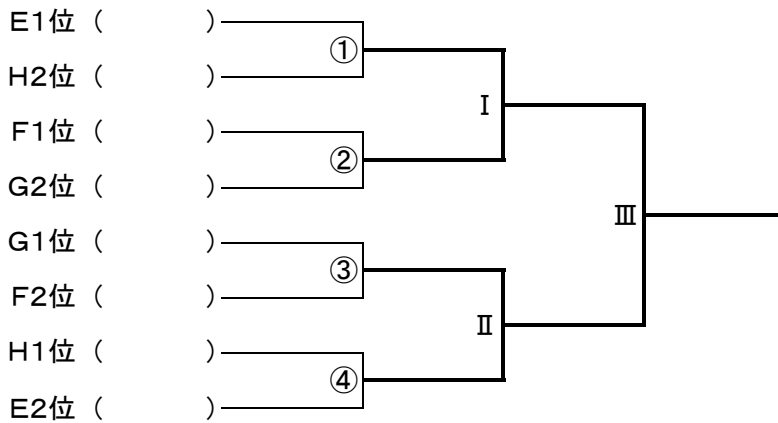 E1位（　　　）
①
H2位（　　　）
Ⅰ
F1位（　　　）
②
G2位（　　　）
Ⅲ
G1位（　　　）
③
F2位（　　　）
Ⅱ
H1位（　　　）
④
E2位（　　　）